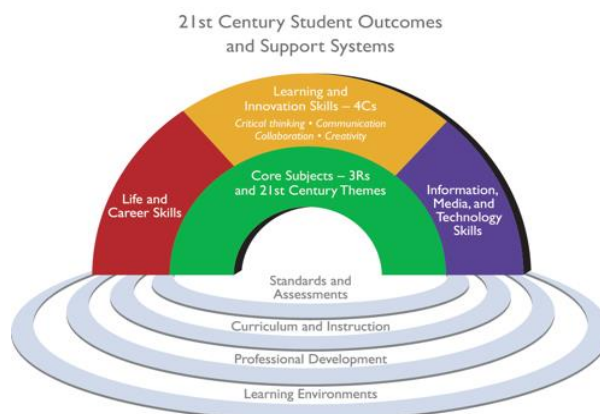 21st Century Student Outcomes
and Support Systems
Learning and
Innovation Skills – 4Cs
Critical thinking • Communication
Collaboration • Creativity
Core Subjects – 3Rs
and 21st Century Themes
Life and
Career Skills
Information,
Media, and
Technology
Skills
Standards and
Assessments
Curriculum and Instruction
Professional Development
Learning Environments